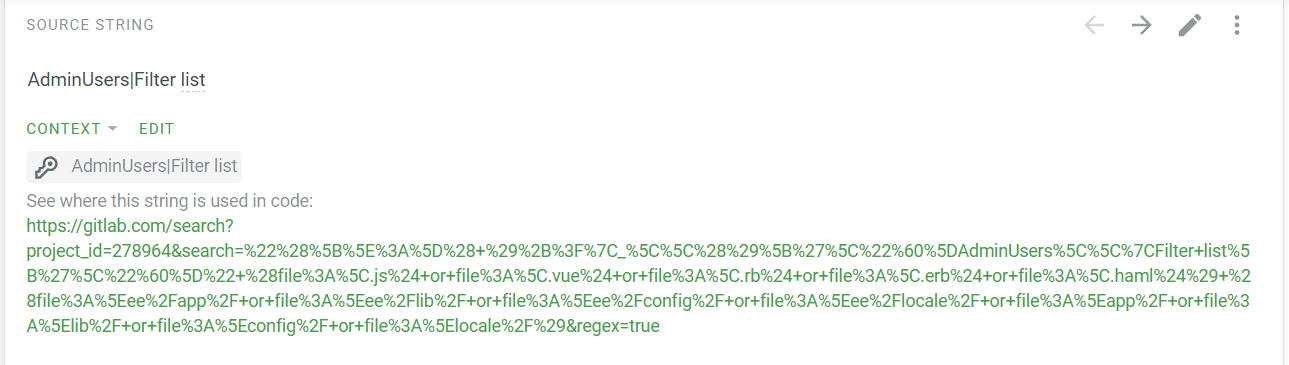 SOURCE STRING
AdminUsers|Filter list
CONTEXT EDIT
AdminUsers|Filter list
See where this string is used in code:
https://gitlab.com/search?
project_id=278964&search=%22%28%5B%5E%3A%5D%28+%29%2B%3F%7C_%5C%5C%28%29%5B%27%5C%22%60%5DAdminUsers%5C%5C%7CFilter+list%5
B%27%5C%22%60%5D%22+%28file%3A%5C.js%24+or+file%3A%5C.vue%24+or+file%3A%5C.rb%24+or+file%3A%5C.erb%24+or+file%3A%5C.haml%24%29+%2
8file%3A%5Eee%2Fapp%2F+or+file%3A%5Eee%2Flib%2F+or+file%3A%5Eee%2Fconfig%2F+or+file%3A%5Eee%2Flocale%2F+or+file%3A%5Eapp%2F+or+file%3
A%5Elib%2F+or+file%3A%5Econfig%2F+or+file%3A%5Elocale%2F%29&regex=true